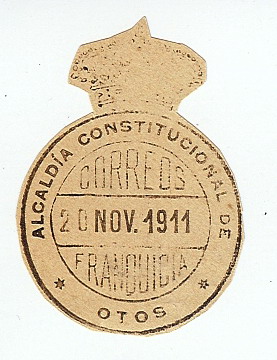 ALCALDÍA CONSTITUCIONAL DE
CORREOS
20 NOV. 1911
FRANQUICIA
* OTOS *